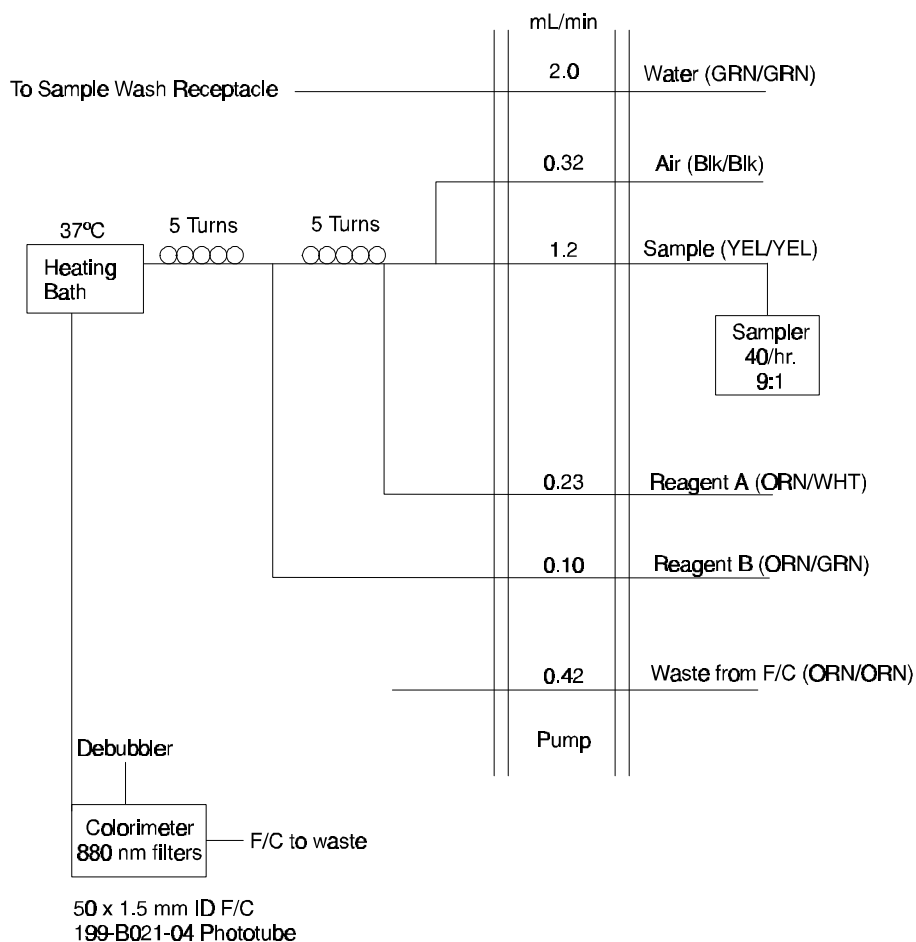 mL/min
2.0 Water (GRN/GRN)
To Sample Wash Receptacle
0.32 Air (Blk/Blk)
37ºC 5 Turns 5 Turns
1.2 Sample (YEL/YEL)
Heating
Bath
Sampler
40/hr.
9:1
0.23 Reagent A (ORN/WHT)
0.10 Reagent B (ORN/GRN)
0.42 Waste from F/C (ORN/ORN)
Pump
Debubbler
Colorimeter
880 nm filters
F/C to waste
50 x 1.5 mm ID F/C
199-B021-04 Phototube